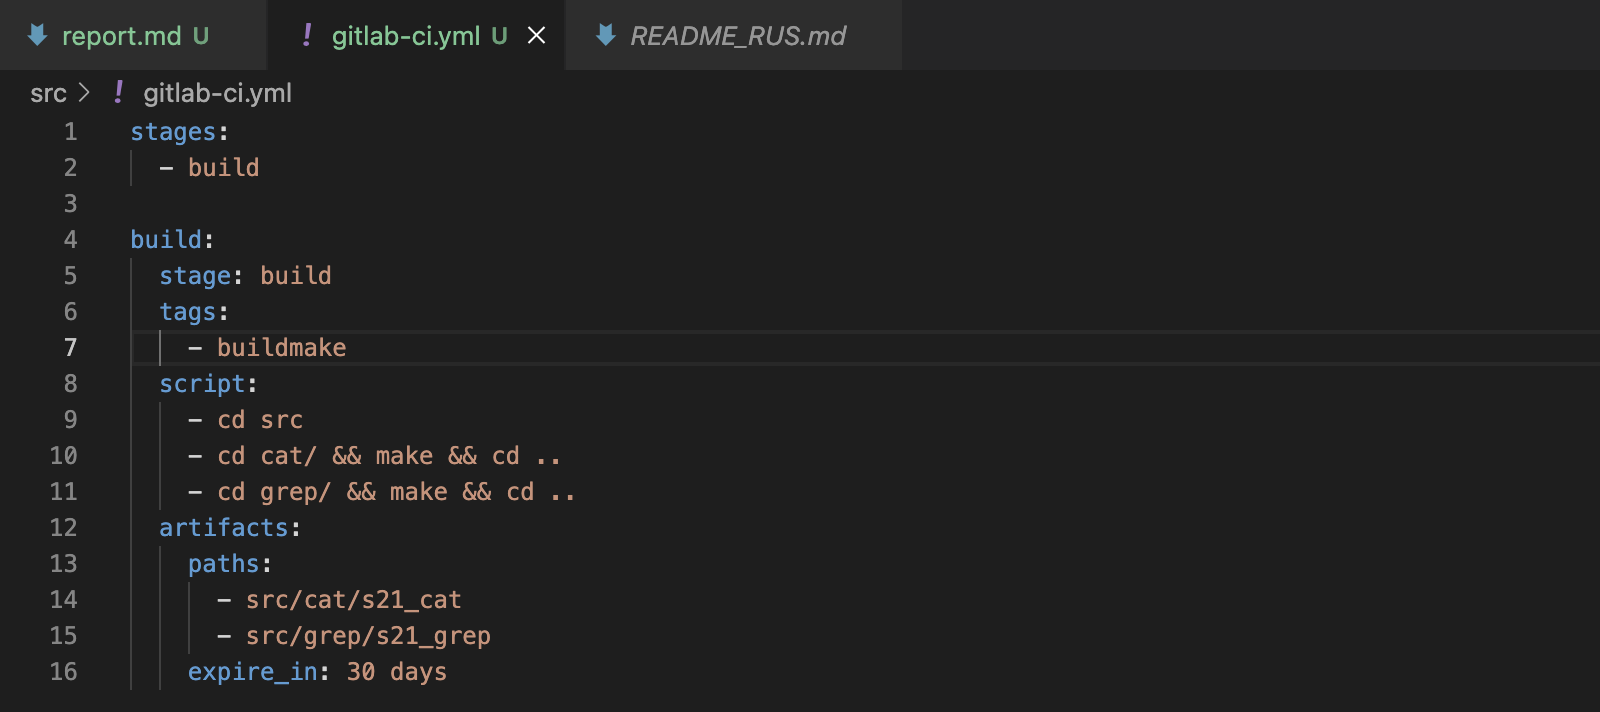 report.md U ! gitlab-ci.yml U README_RUS.md
src > ! gitlab-ci.yml
1 stages:
2 - build
3
4 build:
5 stage: build
6 tags:
7 - buildmake
8 script:
9 - cd src
10 - cd cat/ && make && cd ..
11 - cd grep/ && make && cd ..
12 artifacts:
13 paths:
14 - src/cat/s21_cat
15 - src/grep/s21_grep
16 expire_in: 30 days